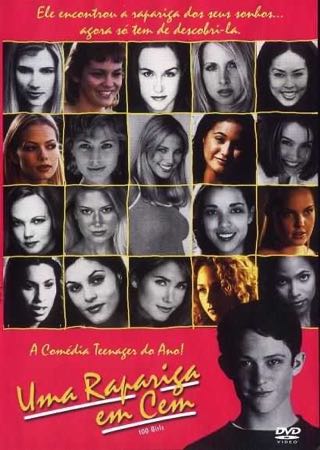 Ele encontrou a rapariga dos seus sonhos...
agora só tem de descobri-la.
A Comédia Teenager do Ano!
Uma Rapariga
em Cem
100 Girls
DVD
VIDEO